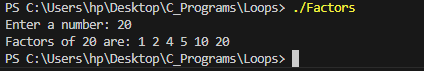 PS C:\Users\hp\Desktop\C_Programs\Loops> ./Factors
Enter a number: 20
Factors of 20 are: 1 2 4 5 10 20
PS C:\Users\hp\Desktop\C_Programs\Loops>